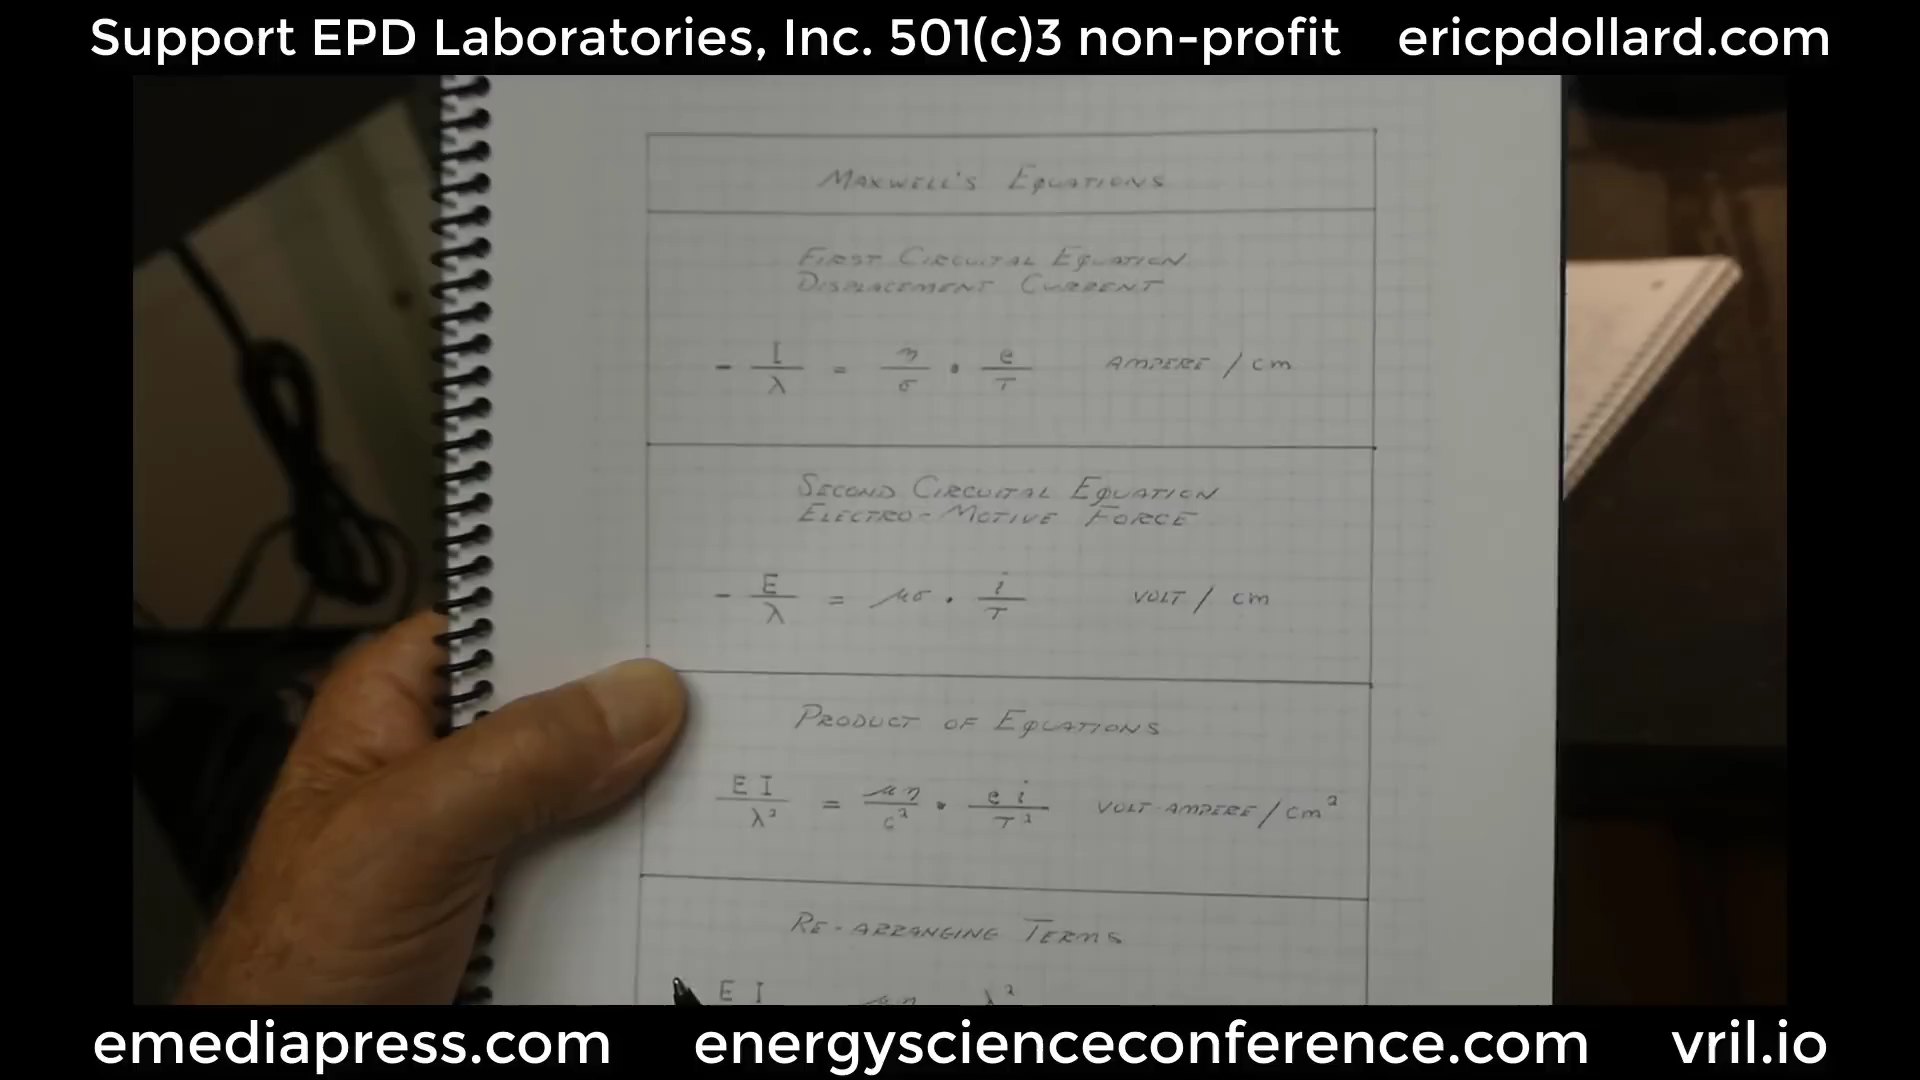 Support EPD Laboratories, Inc. 501(c)3 non-profit ericpdollard.com
MAXWELL'S EQUATIONS
FIRST CIRCUITAL EQUATION
DISPLACEMENT CURRENT
- I/λ = η/σ · e/T AMPERE / cm
SECOND CIRCUITAL EQUATION
ELECTRO-MOTIVE FORCE
- E/λ = μσ · i/T VOLT / cm
PRODUCT OF EQUATIONS
E I/λ² = μη/c² · e i/T² VOLT-AMPERE / cm²
RE-ARRANGING TERMS
E I μη λ²
emediapress.com energyscienceconference.com vril.io